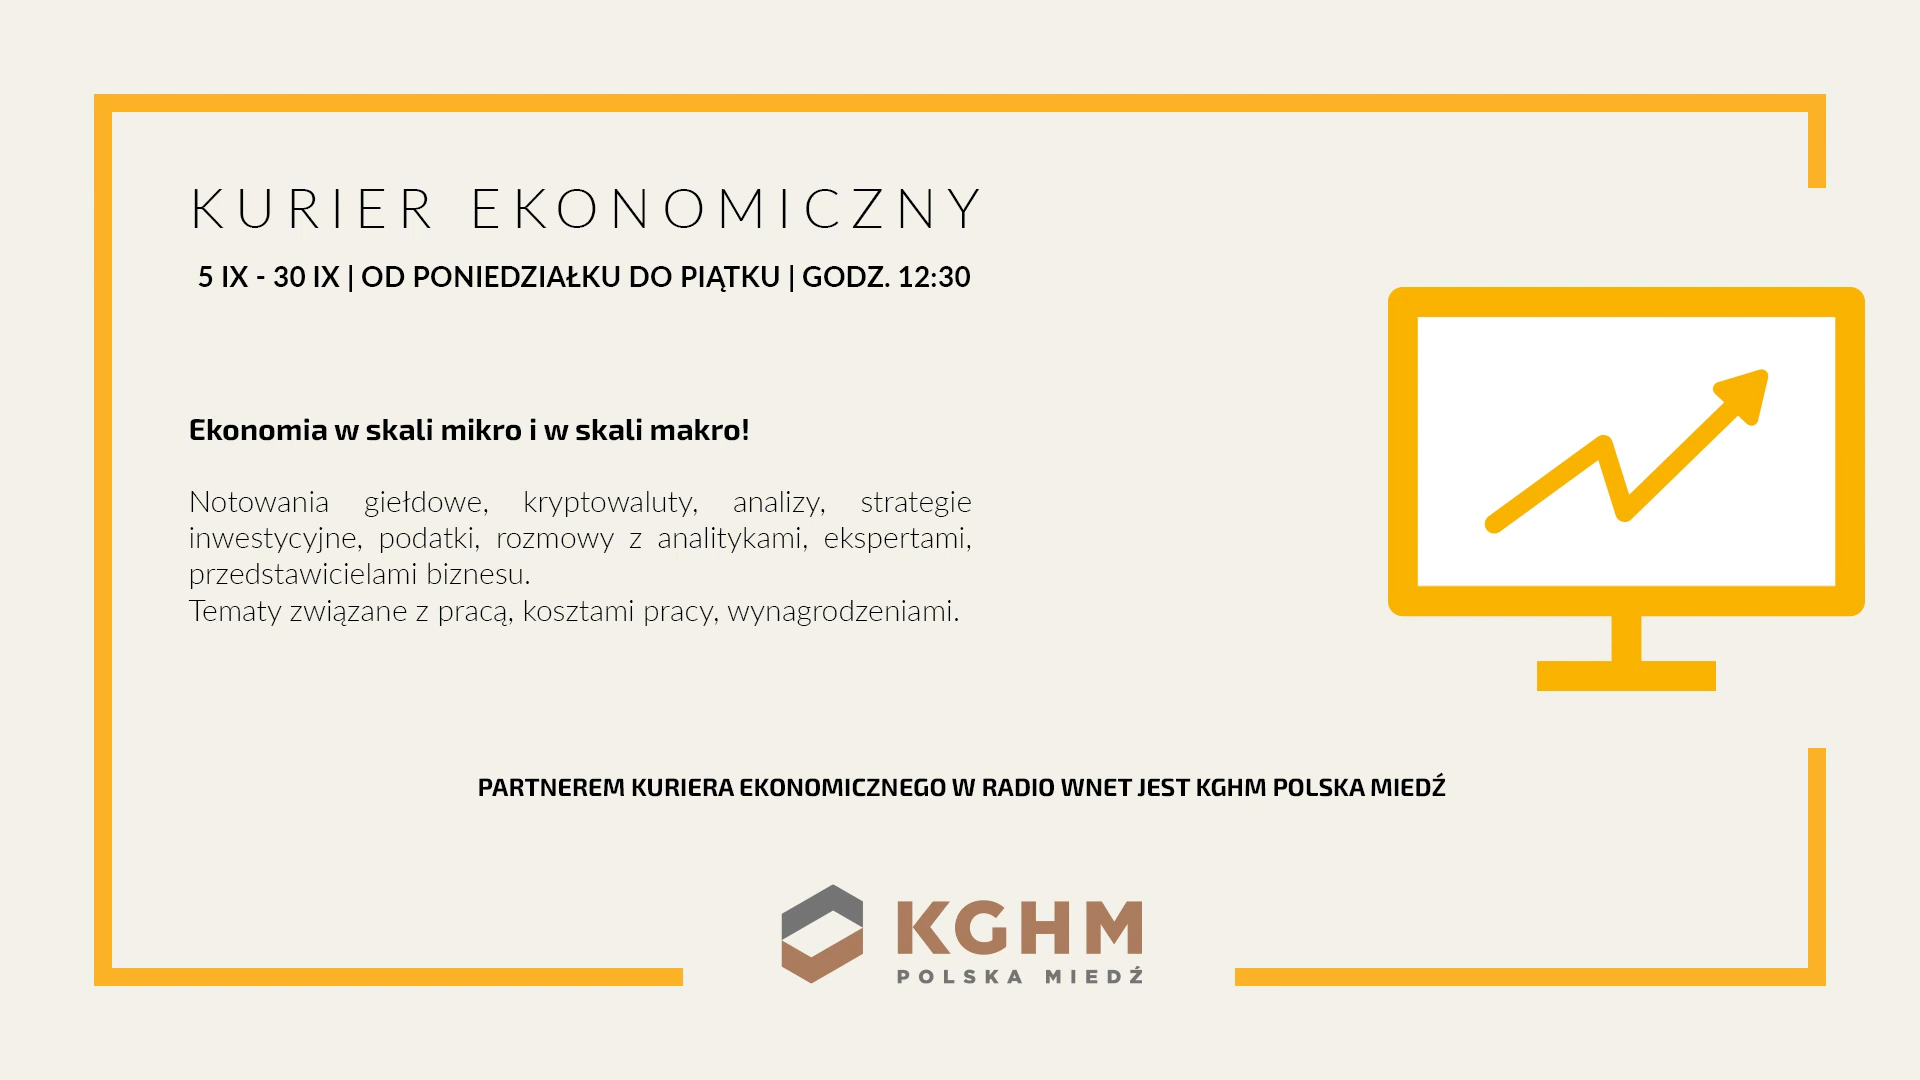 KURIER EKONOMICZNY
5 IX - 30 IX | OD PONIEDZIAŁKU DO PIĄTKU | GODZ. 12:30
Ekonomia w skali mikro i w skali makro!
Notowania giełdowe, kryptowaluty, analizy, strategie
inwestycyjne, podatki, rozmowy z analitykami, ekspertami,
przedstawicielami biznesu.
Tematy związane z pracą, kosztami pracy, wynagrodzeniami.
PARTNEREM KURIERA EKONOMICZNEGO W RADIO WNET JEST KGHM POLSKA MIEDŹ
KGHM
POLSKA MIEDŹ